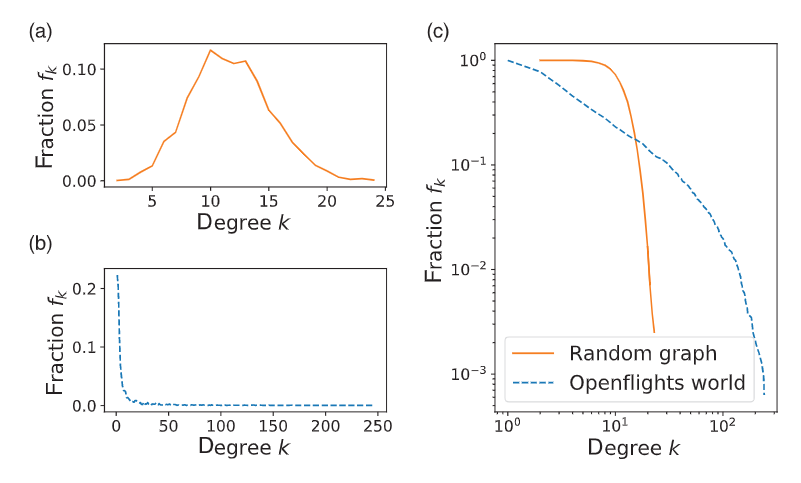 (a)
Fraction f_k
0.10
0.05
0.00
5 10 15 20 25
Degree k
(b)
Fraction f_k
0.2
0.1
0.0
0 50 100 150 200 250
Degree k
(c)
Fraction f_k
10^0
10^-1
10^-2
10^-3
Random graph
Openflights world
10^0 10^1 10^2
Degree k